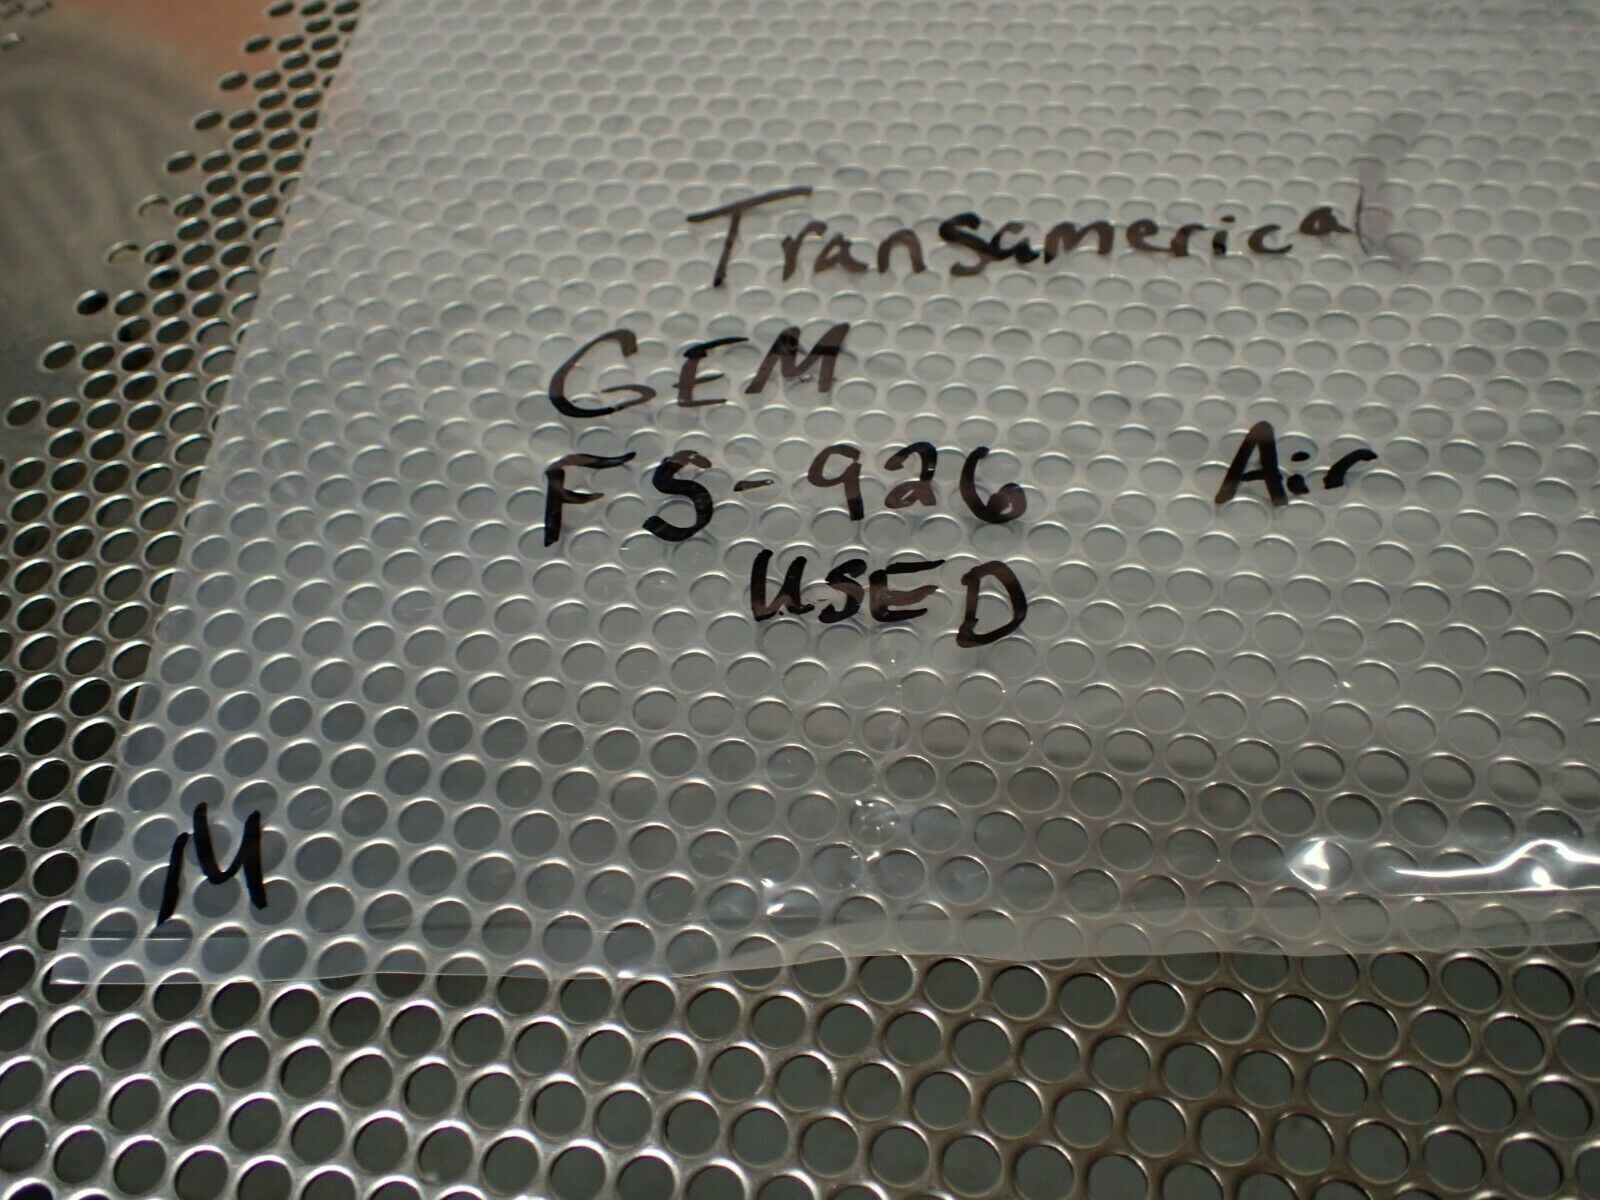 Transamerical
GEM
FS-926 Air
USED
M